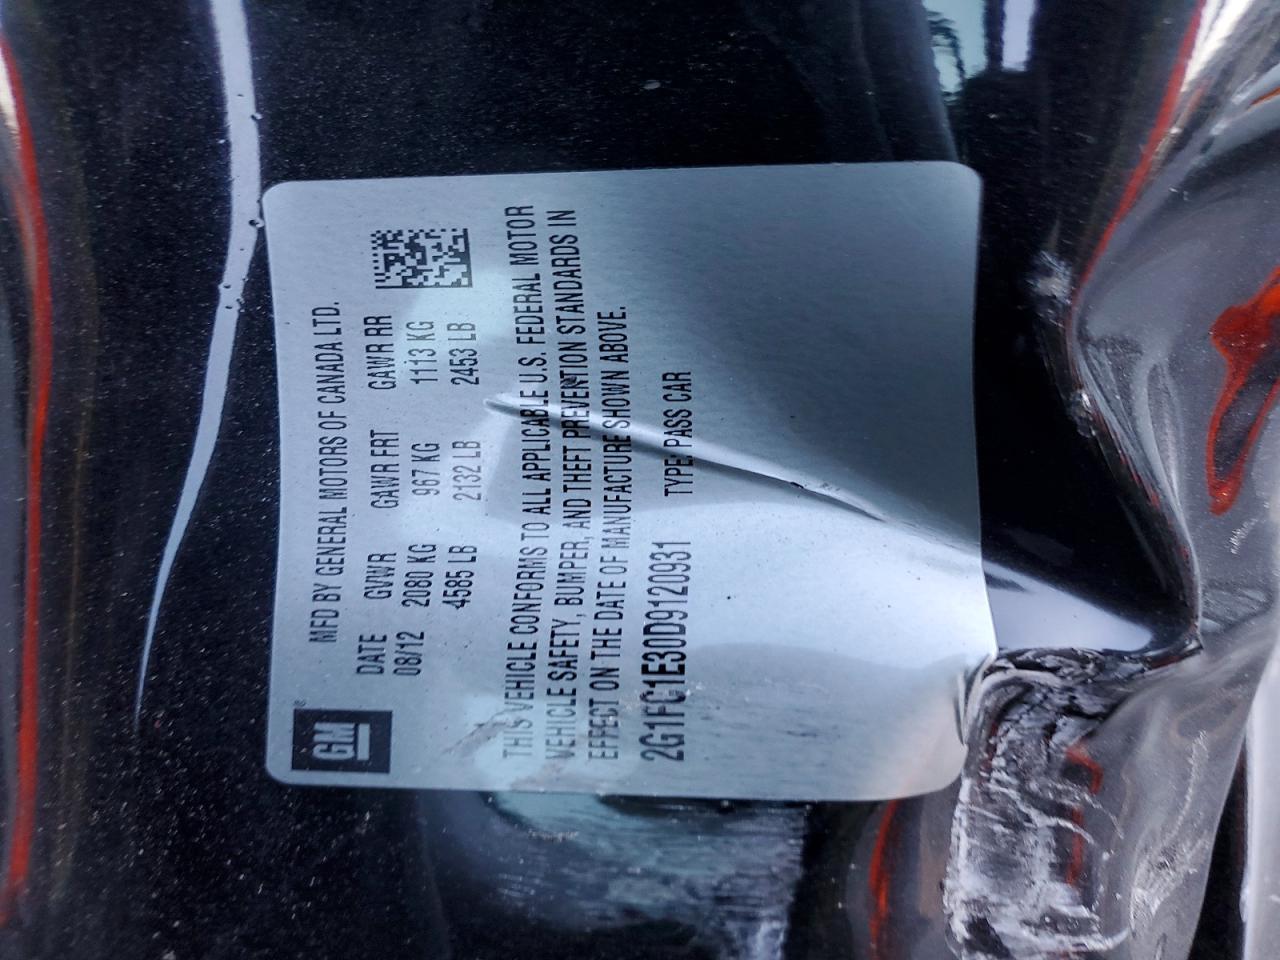 GM
MFD BY GENERAL MOTORS OF CANADA LTD.
DATE GVWR GAWR FRT GAWR RR
08/12 2080 KG 967 KG 1113 KG
4585 LB 2132 LB 2453 LB
THIS VEHICLE CONFORMS TO ALL APPLICABLE U.S. FEDERAL MOTOR
VEHICLE SAFETY, BUMPER, AND THEFT PREVENTION STANDARDS IN
EFFECT ON THE DATE OF MANUFACTURE SHOWN ABOVE.
2G1FC1E30D9120931 TYPE: PASS CAR